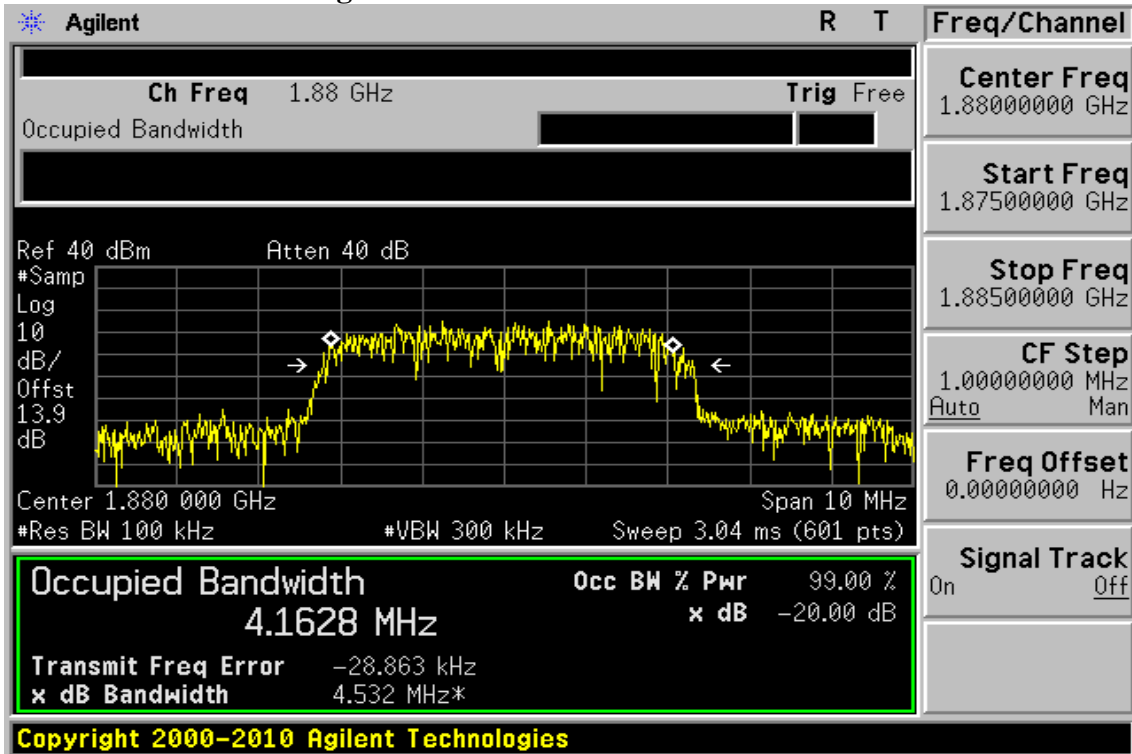 Agilent R T Freq/Channel
Ch Freq 1.88 GHz Trig Free
Occupied Bandwidth
Center Freq
1.88000000 GHz
Start Freq
1.87500000 GHz
Stop Freq
1.88500000 GHz
CF Step
1.00000000 MHz
Auto Man
Freq Offset
0.00000000 Hz
Signal Track
On Off
Ref 40 dBm Atten 40 dB
#Samp
Log
10
dB/
Offst
13.9
dB
Center 1.880 000 GHz Span 10 MHz
#Res BW 100 kHz #VBW 300 kHz Sweep 3.04 ms (601 pts)
Occupied Bandwidth Occ BW % Pwr 99.00 %
4.1628 MHz x dB -20.00 dB
Transmit Freq Error -28.863 kHz
x dB Bandwidth 4.532 MHz*
Copyright 2000-2010 Agilent Technologies